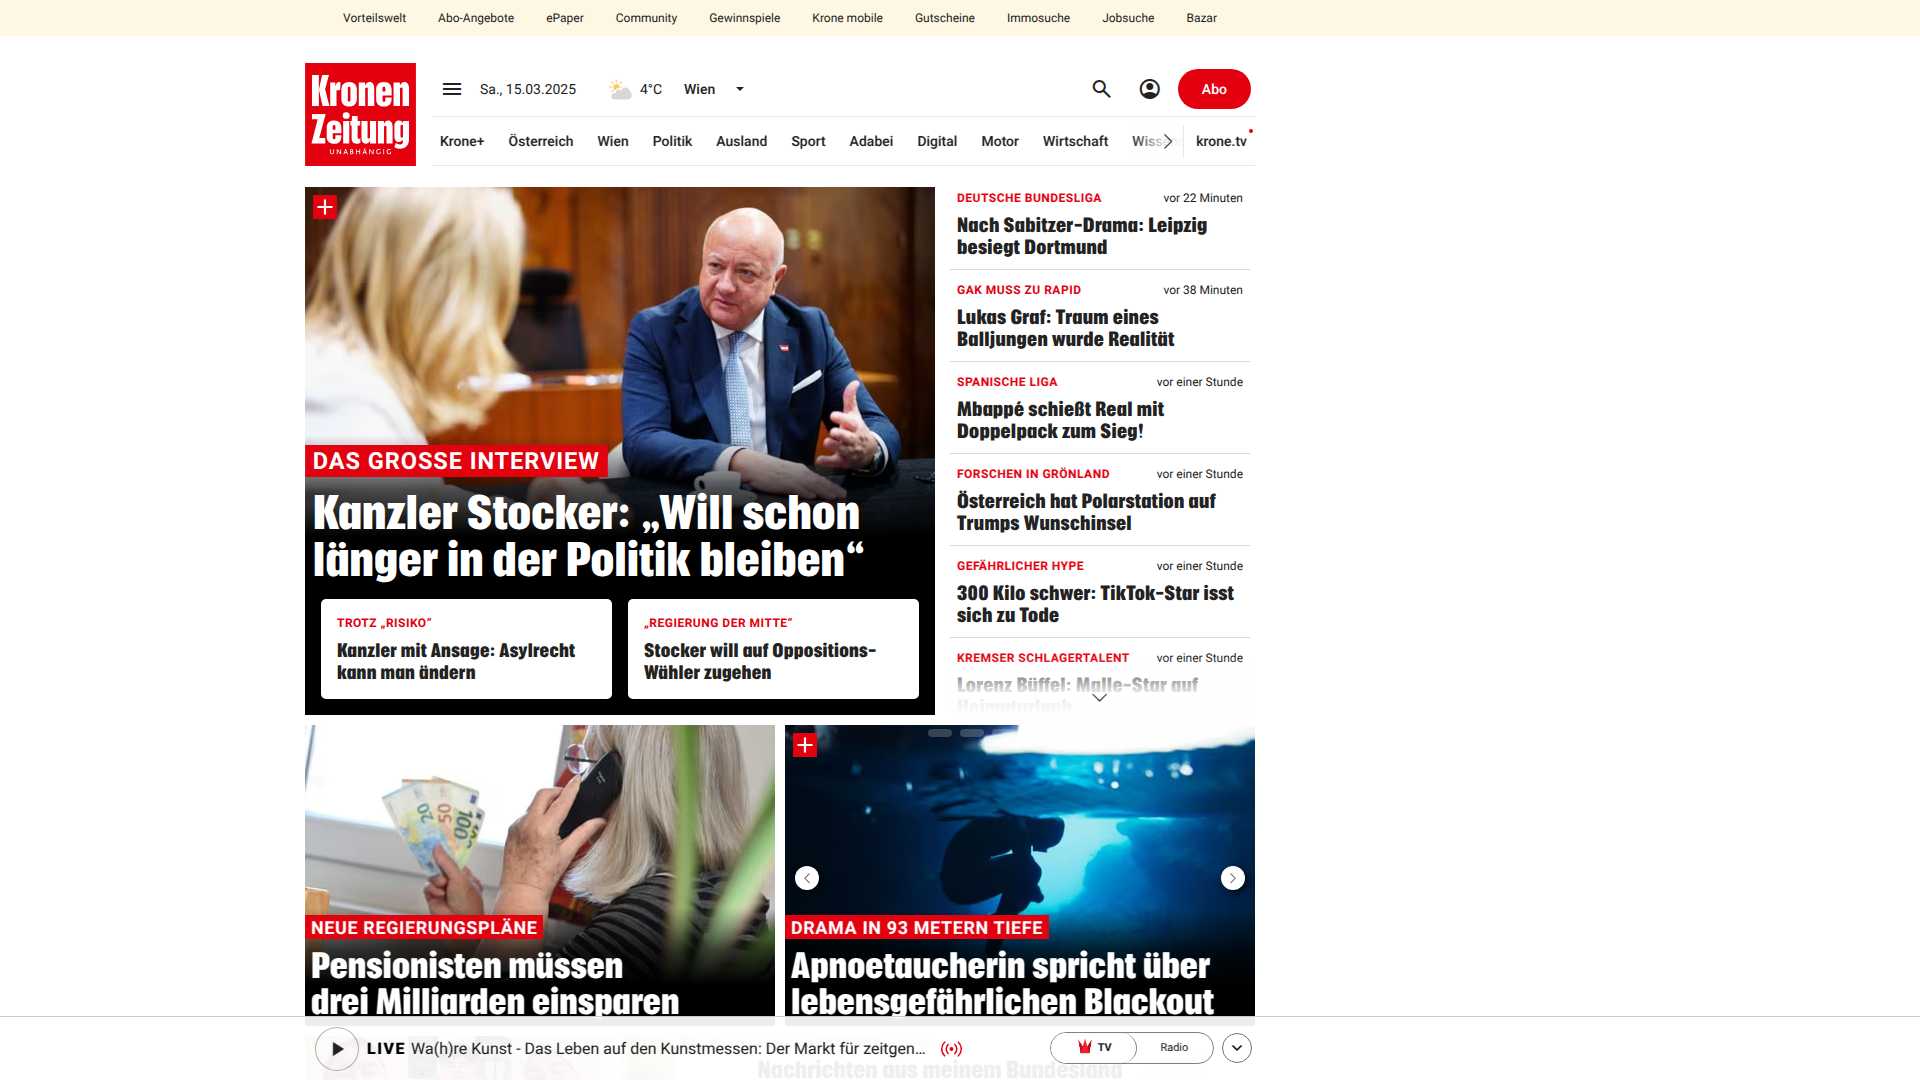 Vorteilswelt Abo-Angebote ePaper Community Gewinnspiele Krone mobile Gutscheine Immosuche Jobsuche Bazar
Kronen
Zeitung
UNABHÄNGIG
Sa., 15.03.2025 4°C Wien Abo
Krone+ Österreich Wien Politik Ausland Sport Adabei Digital Motor Wirtschaft krone.tv
DAS GROSSE INTERVIEW
Kanzler Stocker: „Will schon
länger in der Politik bleiben“
TROTZ „RISIKO“
Kanzler mit Ansage: Asylrecht
kann man ändern
„REGIERUNG DER MITTE“
Stocker will auf Oppositions-
Wähler zugehen
DEUTSCHE BUNDESLIGA vor 22 Minuten
Nach Sabitzer-Drama: Leipzig
besiegt Dortmund
GAK MUSS ZU RAPID vor 38 Minuten
Lukas Graf: Traum eines
Balljungen wurde Realität
SPANISCHE LIGA vor einer Stunde
Mbappé schießt Real mit
Doppelpack zum Sieg!
FORSCHEN IN GRÖNLAND vor einer Stunde
Österreich hat Polarstation auf
Trumps Wunschinsel
GEFÄHRLICHER HYPE vor einer Stunde
300 Kilo schwer: TikTok-Star isst
sich zu Tode
KREMSER SCHLAGERTALENT vor einer Stunde
Lorenz Büffel: Malle-Star auf
20 50 100
NEUE REGIERUNGSPLÄNE
Pensionisten müssen
drei Milliarden einsparen
DRAMA IN 93 METERN TIEFE
Apnoetaucherin spricht über
lebensgefährlichen Blackout
LIVE Wa(h)re Kunst - Das Leben auf den Kunstmessen: Der Markt für zeitgen... TV Radio
Nachrichten aus meinem Bundesland